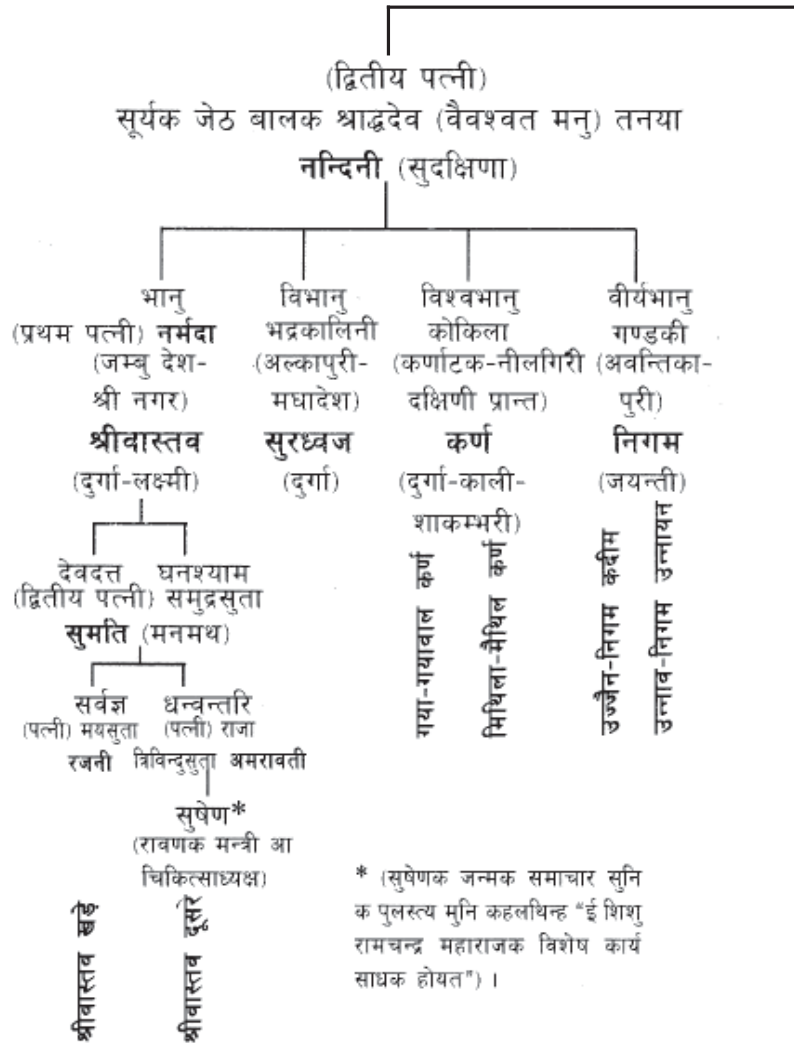 (द्वितीय पत्नी)
सूर्यक जेठ बालक श्राद्धदेव (वैवश्वत मनु) तनया
नन्दिनी (सुदक्षिणा)
भानु
(प्रथम पत्नी) नर्मदा
(जम्बु देश-
श्री नगर)
श्रीवास्तव
(दुर्गा-लक्ष्मी)
विभानु
भद्रकालिनी
(अल्कापुरी-
मघादेश)
सुरध्वज
(दुर्गा)
विश्वभानु
कोकिला
(कर्णाटक-नीलगिरी
दक्षिणी प्रान्त)
कर्ण
(दुर्गा-काली-
शाकम्भरी)
वीर्यभानु
गण्डकी
(अवन्तिका-
पुरी)
निगम
(जयन्ती)
देवदत्त घनश्याम
(द्वितीय पत्नी) समुद्रसुता
सुमति (मनमथ)
सर्वज्ञ धन्वन्तरि
(पत्नी) मयसुता (पत्नी) राजा
रजनी त्रिविन्दुसुता अमरावती
सुषेण*
(रावणक मन्त्री आ
चिकित्साध्यक्ष)
श्रीवास्तव खड़े
श्रीवास्तव दूसरे
गया-गयावाल कर्ण
मिथिला-मैथिल कर्ण
उज्जैन-निगम कदीम
उन्नाव-निगम उन्नायन
* (सुषेणक जन्मक समाचार सुनि
क पुलस्त्य मुनि कहलथिन्ह "ई शिशु
रामचन्द्र महाराजक विशेष कार्य
साधक होयत") ।